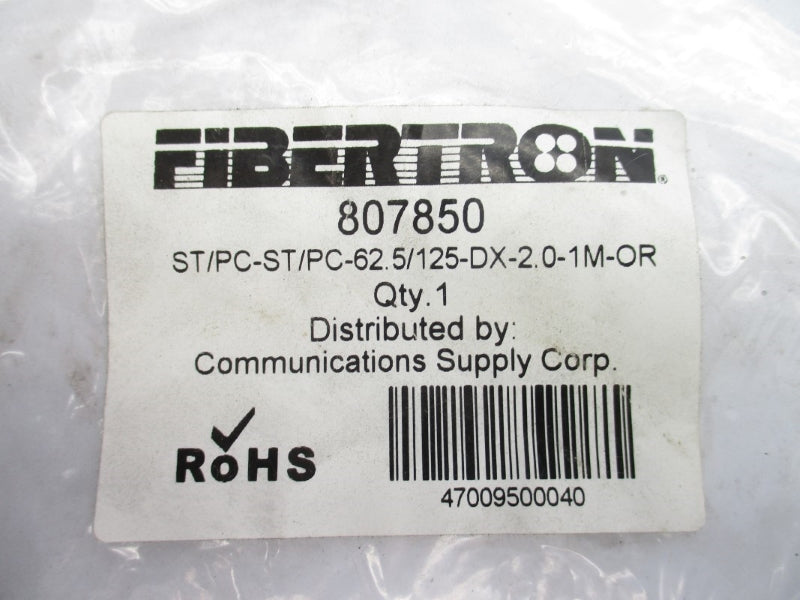 FIBERTRON®
807850
ST/PC-ST/PC-62.5/125-DX-2.0-1M-OR
Qty.1
Distributed by:
Communications Supply Corp.
RoHS
47009500040